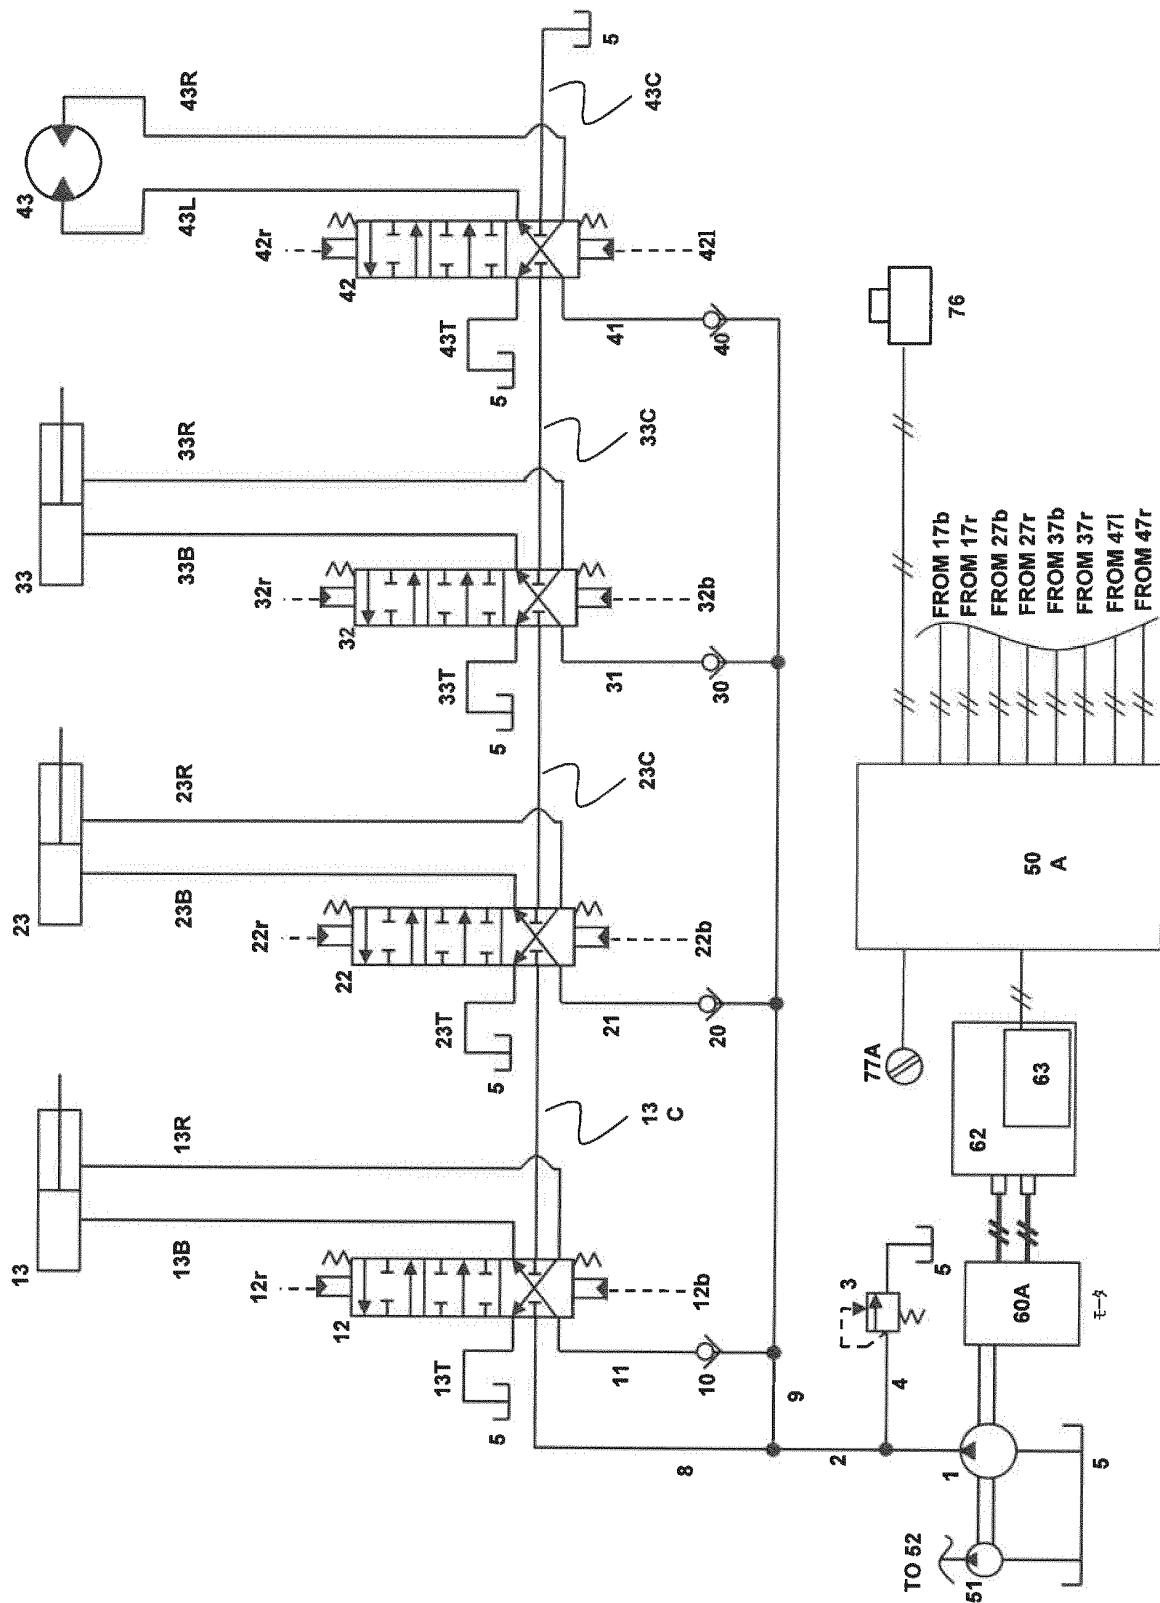 43
43R
43L
42r
42
42l
43T
5
41
40
43C
5
33
33R
33B
32r
32
32b
33T
5
31
30
33C
23
23R
23B
22r
22
22b
23T
5
21
20
23C
13
13R
13B
12r
12
12b
13T
5
11
10
13
C
8
9
2
4
3
5
1
5
51
TO 52
60A
モータ
62
63
77A
50
A
76
FROM 17b
FROM 17r
FROM 27b
FROM 27r
FROM 37b
FROM 37r
FROM 47l
FROM 47r